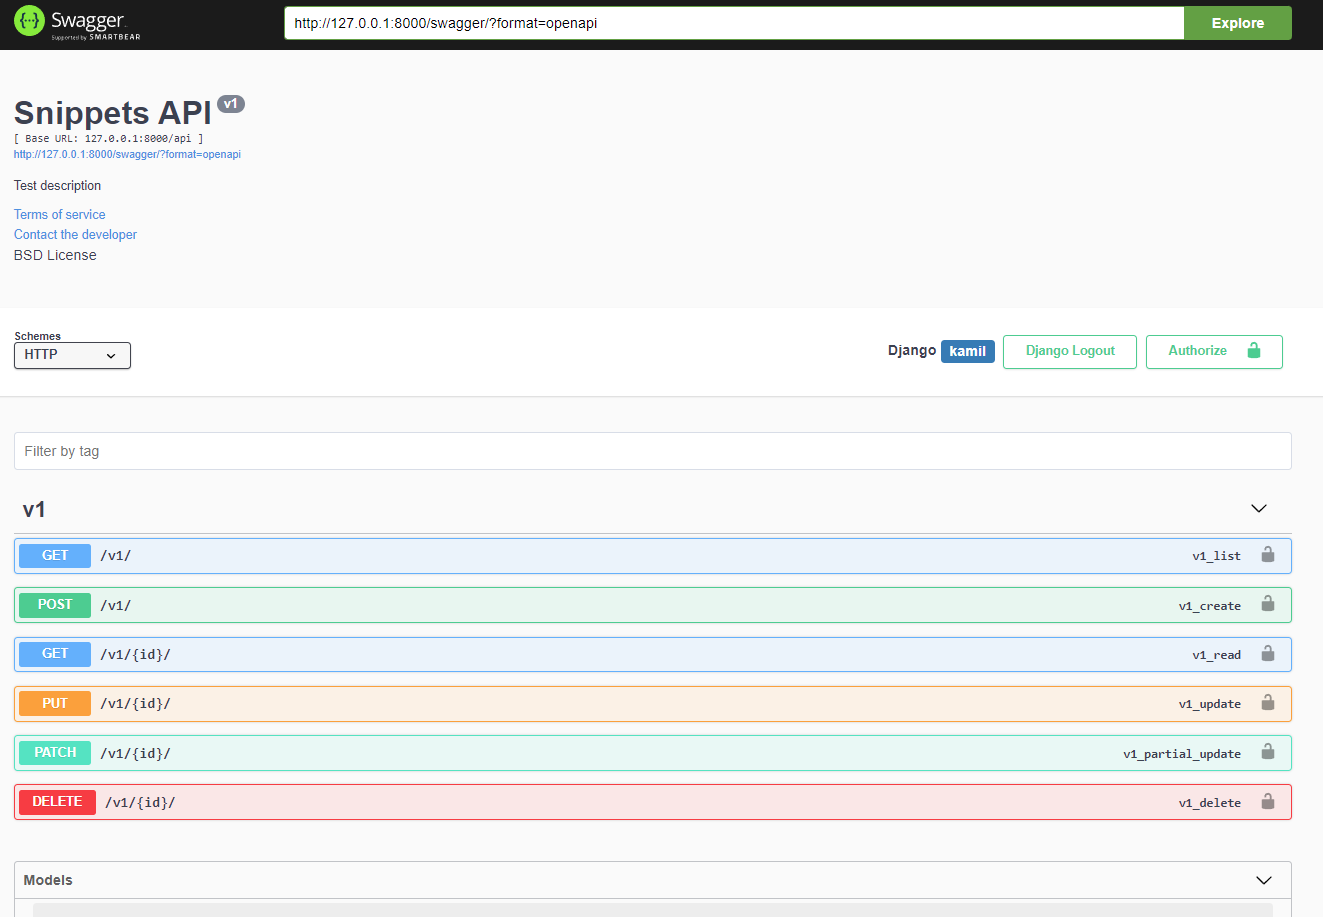 Swagger
Supported by SMARTBEAR
http://127.0.0.1:8000/swagger/?format=openapi
Explore
Snippets API v1
[ Base URL: 127.0.0.1:8000/api ]
http://127.0.0.1:8000/swagger/?format=openapi
Test description
Terms of service
Contact the developer
BSD License
Schemes
HTTP
Django kamil
Django Logout
Authorize
Filter by tag
v1
GET /v1/ v1_list
POST /v1/ v1_create
GET /v1/{id}/ v1_read
PUT /v1/{id}/ v1_update
PATCH /v1/{id}/ v1_partial_update
DELETE /v1/{id}/ v1_delete
Models